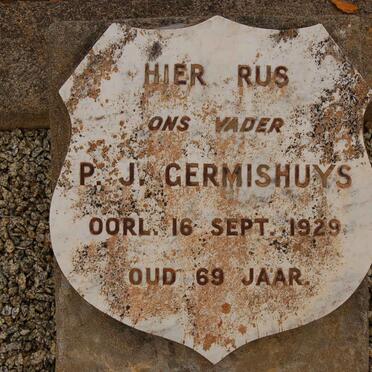 HIER RUS
ONS VADER
P. J. GERMISHUYS
OORL. 16 SEPT. 1929
OUD 69 JAAR.